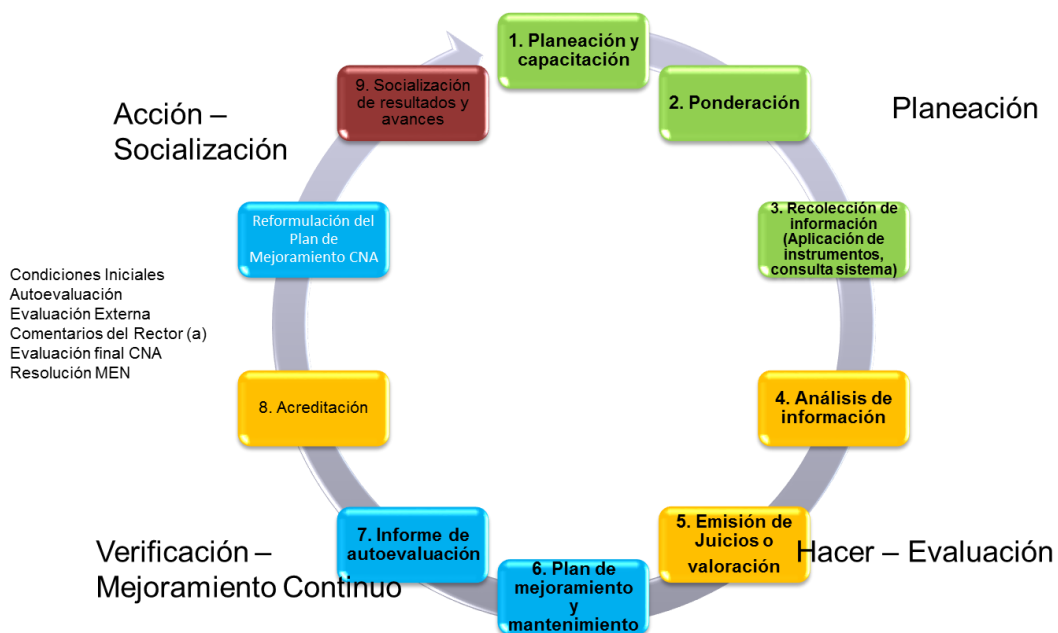 1. Planeación y
capacitación
2. Ponderación
Planeación
3. Recolección de
información
(Aplicación de
instrumentos,
consulta sistema)
4. Análisis de
información
5. Emisión de
Juicios o
valoración
Hacer – Evaluación
6. Plan de
mejoramiento
y
mantenimiento
7. Informe de
autoevaluación
Verificación –
Mejoramiento Continuo
8. Acreditación
Condiciones Iniciales
Autoevaluación
Evaluación Externa
Comentarios del Rector (a)
Evaluación final CNA
Resolución MEN
Reformulación del
Plan de
Mejoramiento CNA
9. Socialización
de resultados y
avances
Acción –
Socialización